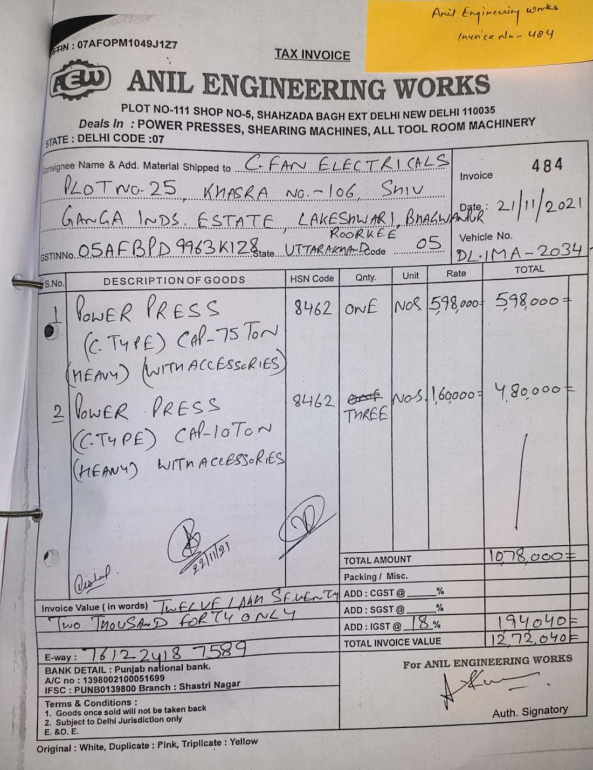 Anil Engineering Works
Invoice No - 484
GSTIN : 07AFOPM1049J1Z7
TAX INVOICE
AEW ANIL ENGINEERING WORKS
PLOT NO-111 SHOP NO-5, SHAHZADA BAGH EXT DELHI NEW DELHI 110035
Deals In : POWER PRESSES, SHEARING MACHINES, ALL TOOL ROOM MACHINERY
STATE : DELHI CODE :07
Consignee Name & Add. Material Shipped to C.FAN ELECTRICALS
Invoice 484
PLOT NO. 25, KHASRA NO. - 106, SHIV
Date : 21/11/2021
GANGA INDS. ESTATE, LAKESHWARI, BHAGWANPUR
ROORKEE
Vehicle No.
GSTINNo. 05AFBPD9963K1Z8 State UTTARAKHAND Code 05
DL.1MA-2034
S.No. DESCRIPTION OF GOODS HSN Code Qnty. Unit Rate TOTAL
1 POWER PRESS 8462 ONE NOS 598,000= 598,000=
(C.TYPE) CAP-75 TON
(HEAVY) (WITH ACCESSORIES)
2 POWER PRESS 8462 NOS. 1,60,000= 4,80,000=
THREE
(C.TYPE) CAP-10 TON
(HEAVY) WITH ACCESSORIES
22/11/21
TOTAL AMOUNT 1078,000=
Packing / Misc.
Invoice Value ( in words) TWELVE LAKH SEVENTY
ADD : CGST @ %
TWO THOUSAND FORTY ONLY
ADD : SGST @ %
ADD : IGST @ 18 % 194040=
TOTAL INVOICE VALUE 12,72,040=
E-way : 7612 2418 7589
BANK DETAIL : Punjab national bank.
A/C no : 1398002100051699
IFSC : PUNB0139800 Branch : Shastri Nagar
For ANIL ENGINEERING WORKS
Terms & Conditions :
1. Goods once sold will not be taken back
2. Subject to Delhi Jurisdiction only
E. &O. E.
Auth. Signatory
Original : White, Duplicate : Pink, Triplicate : Yellow